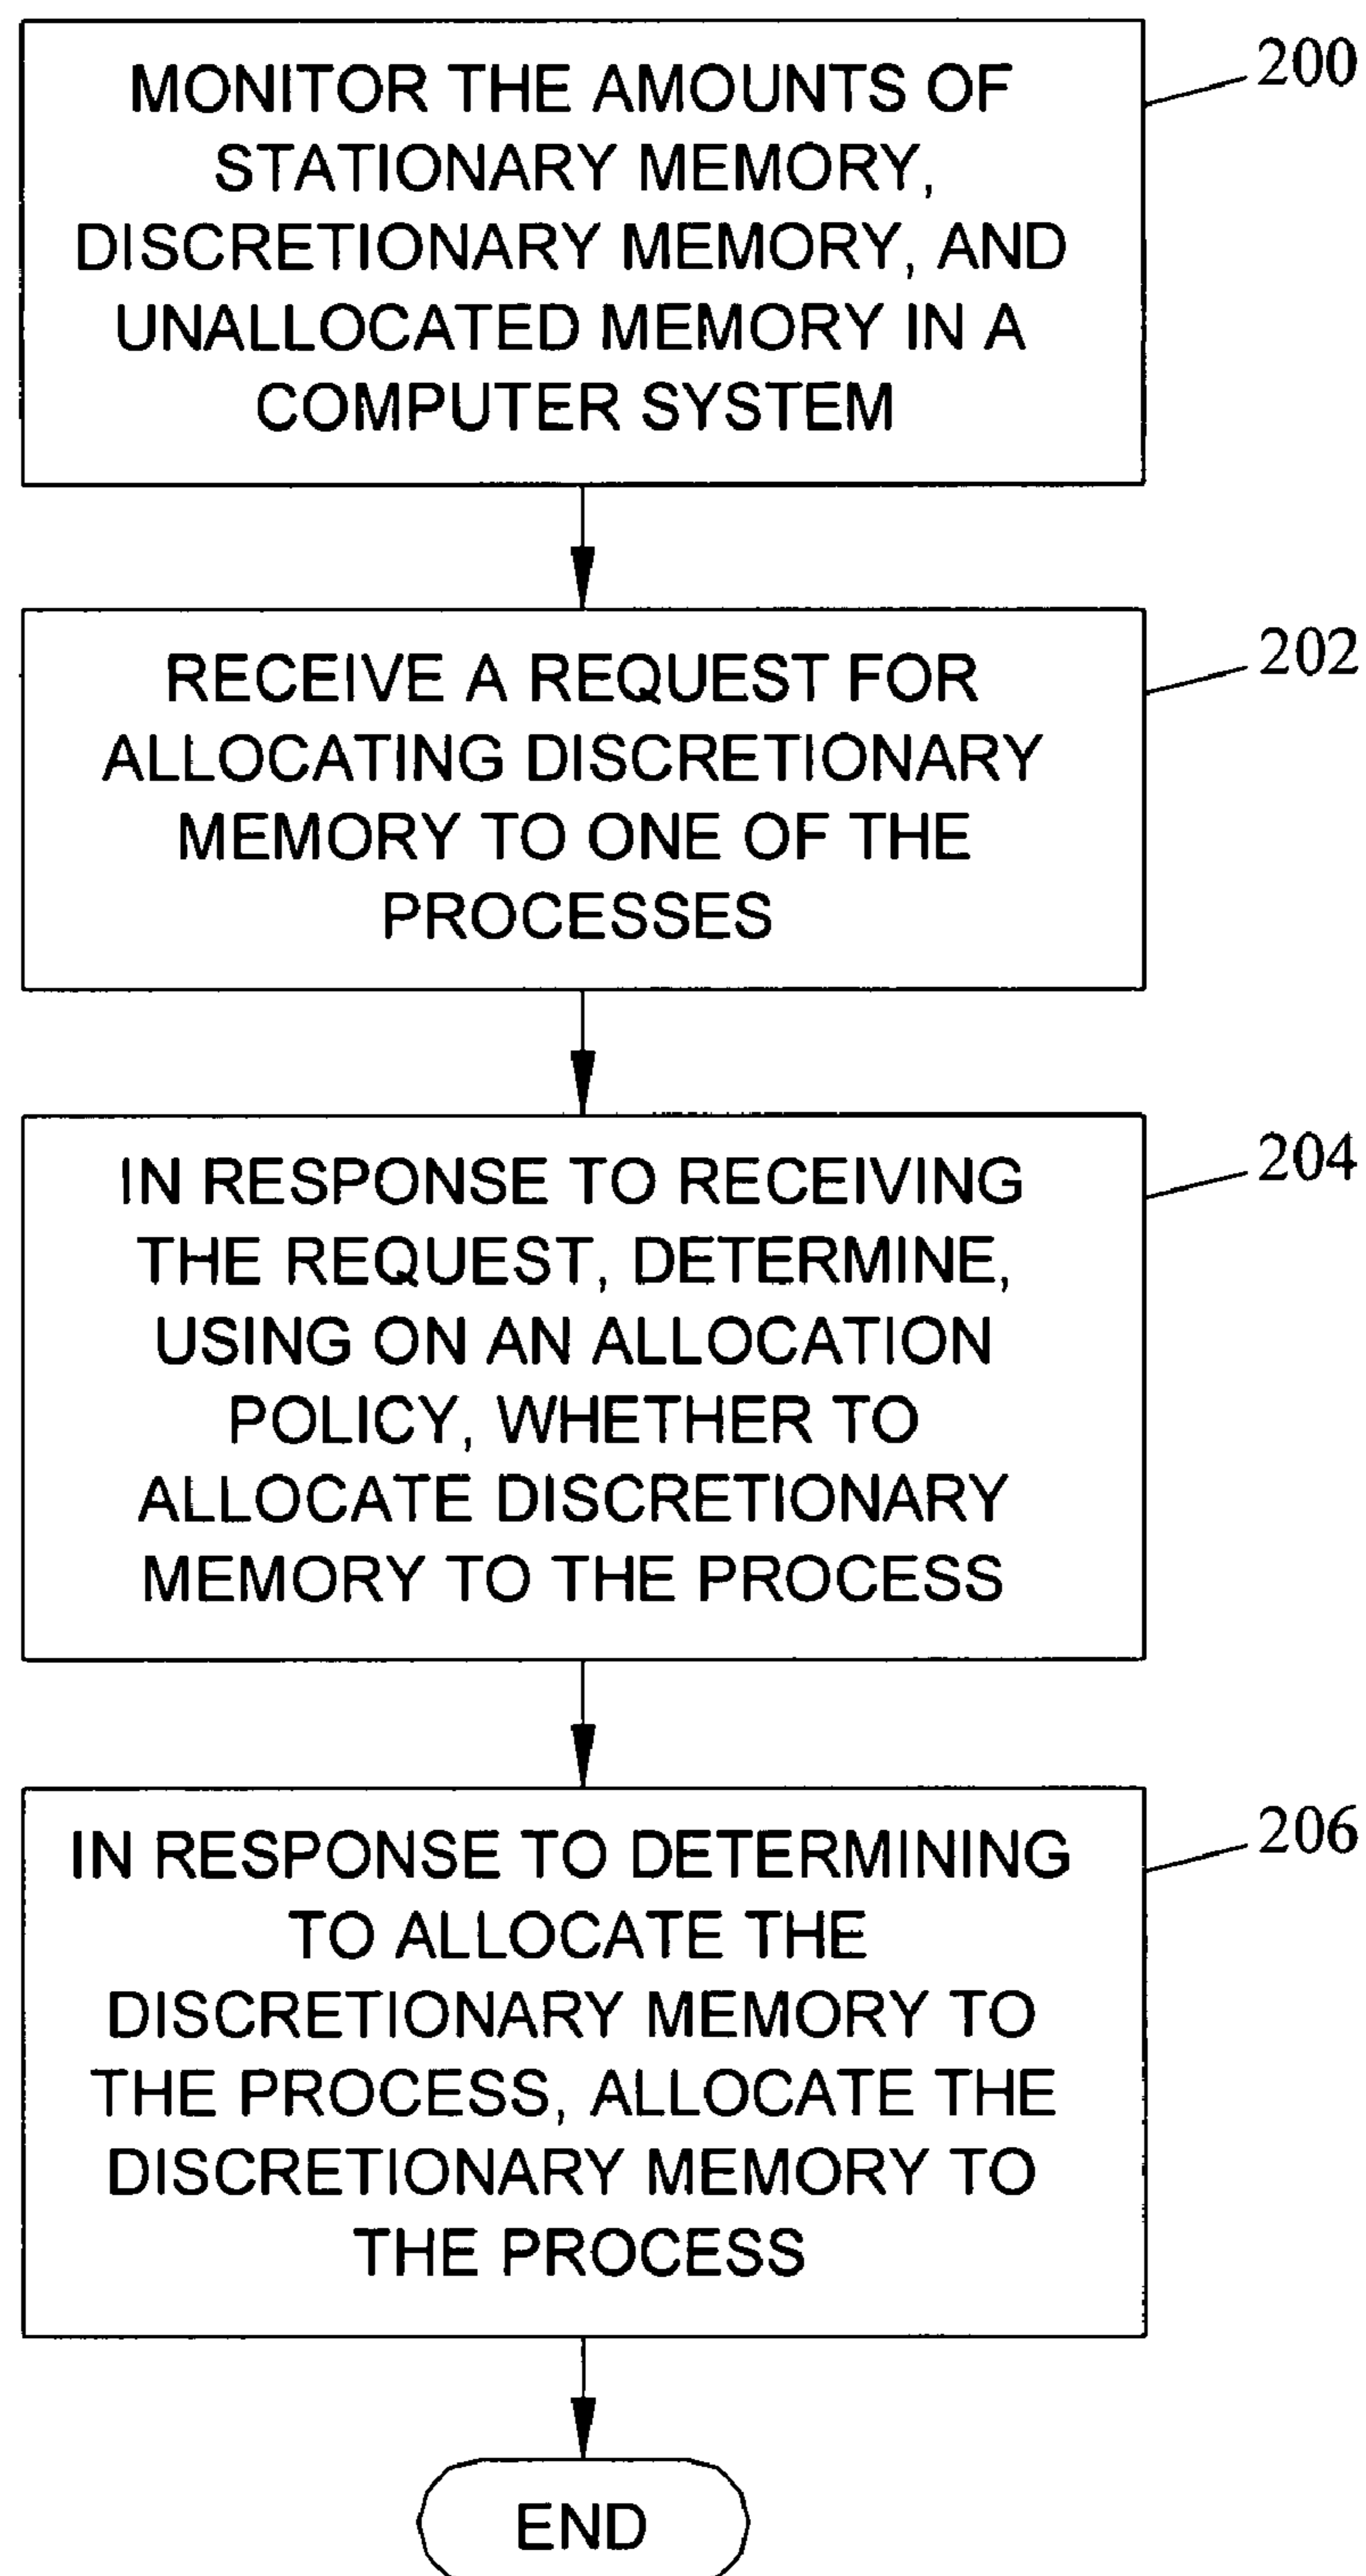 MONITOR THE AMOUNTS OF
STATIONARY MEMORY,
DISCRETIONARY MEMORY, AND
UNALLOCATED MEMORY IN A
COMPUTER SYSTEM
200
RECEIVE A REQUEST FOR
ALLOCATING DISCRETIONARY
MEMORY TO ONE OF THE
PROCESSES
202
IN RESPONSE TO RECEIVING
THE REQUEST, DETERMINE,
USING ON AN ALLOCATION
POLICY, WHETHER TO
ALLOCATE DISCRETIONARY
MEMORY TO THE PROCESS
204
IN RESPONSE TO DETERMINING
TO ALLOCATE THE
DISCRETIONARY MEMORY TO
THE PROCESS, ALLOCATE THE
DISCRETIONARY MEMORY TO
THE PROCESS
206
END